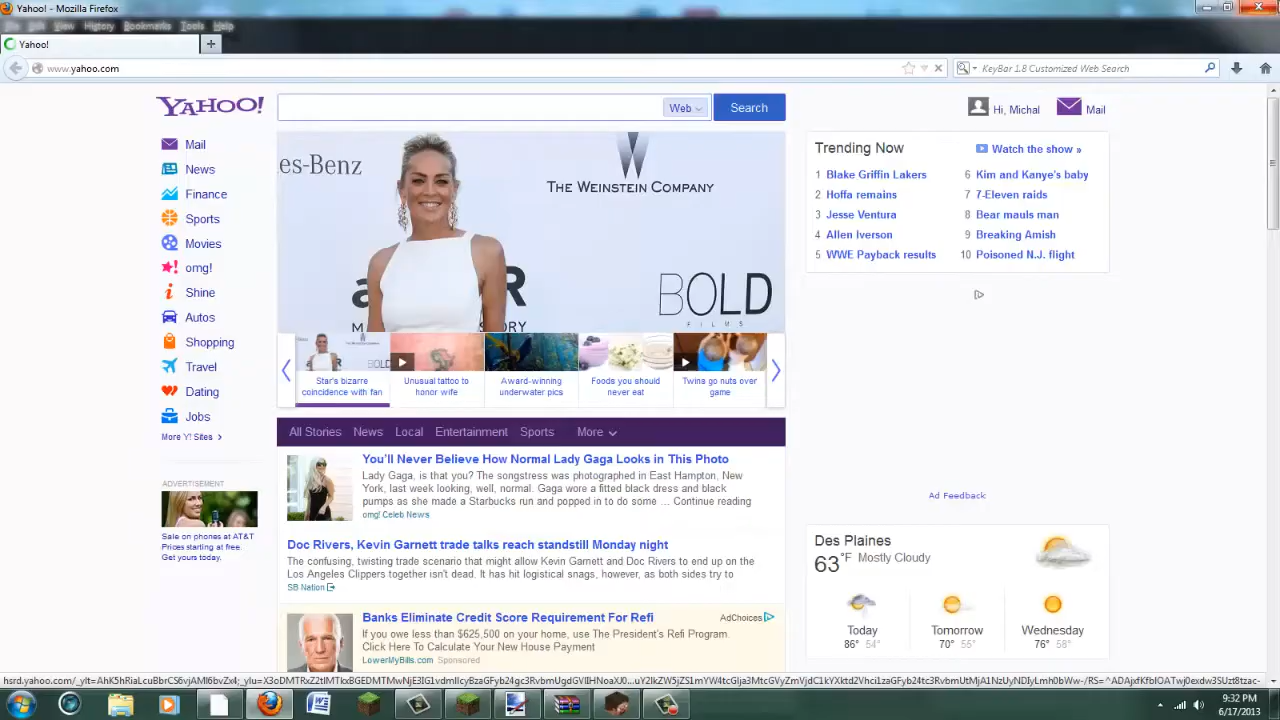 Yahoo! - Mozilla Firefox
View History Bookmarks Tools Help
Yahoo!
www.yahoo.com
KeyBar 1.8 Customized Web Search
YAHOO!
Web
Search
Hi, Michal
Mail
Mail
News
Finance
Sports
Movies
omg!
Shine
Autos
Shopping
Travel
Dating
Jobs
More Y! Sites >
ADVERTISEMENT
Sale on phones at AT&T
Prices starting at free.
Get yours today.
es-Benz
W
THE WEINSTEIN COMPANY
BOLD
FILMS
Star's bizarre
coincidence with fan
Unusual tattoo to
honor wife
Award-winning
underwater pics
Foods you should
never eat
Twins go nuts over
game
All Stories News Local Entertainment Sports More
You'll Never Believe How Normal Lady Gaga Looks in This Photo
Lady Gaga, is that you? The songstress was photographed in East Hampton, New
York, last week looking, well, normal. Gaga wore a fitted black dress and black
pumps as she made a Starbucks run and popped in to do some ... Continue reading
omg! Celeb News
Doc Rivers, Kevin Garnett trade talks reach standstill Monday night
The confusing, twisting trade scenario that might allow Kevin Garnett and Doc Rivers to end up on the
Los Angeles Clippers together isn't dead. It has hit logistical snags, however, as both sides try to
SB Nation
Banks Eliminate Credit Score Requirement For Refi
AdChoices
If you owe less than $625,500 on your home, use The President's Refi Program.
Click Here To Calculate Your New House Payment
LowerMyBills.com Sponsored
Trending Now
Watch the show »
1 Blake Griffin Lakers
2 Hoffa remains
3 Jesse Ventura
4 Allen Iverson
5 WWE Payback results
6 Kim and Kanye's baby
7 7-Eleven raids
8 Bear mauls man
9 Breaking Amish
10 Poisoned N.J. flight
Ad Feedback
Des Plaines
63°F Mostly Cloudy
Today
86° 54°
Tomorrow
70° 55°
Wednesday
76° 58°
9:32 PM
6/17/2013